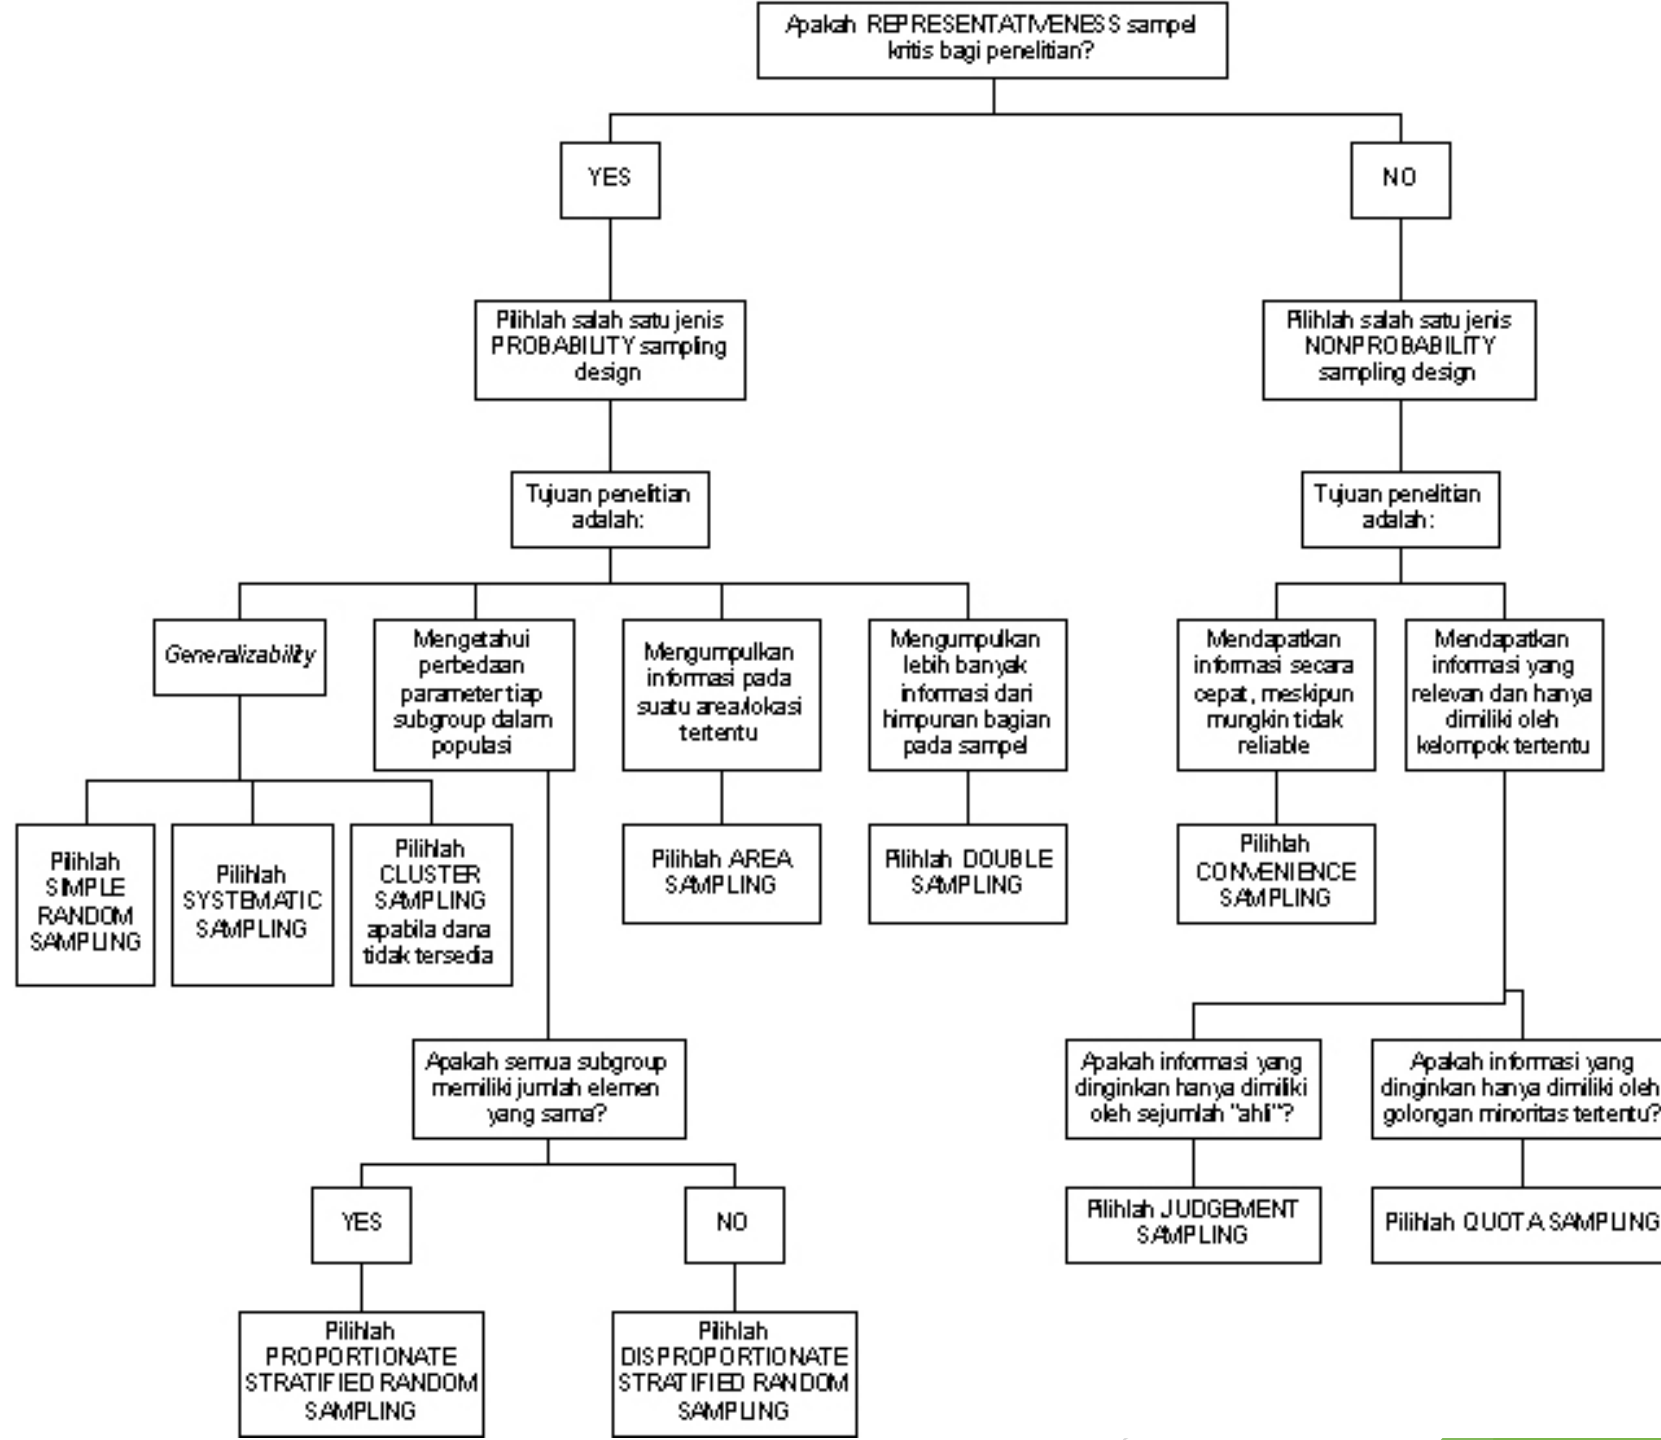 Apakah REPRESENTATIVENESS sampel
kritis bagi penelitian?
YES
NO
Pilihlah salah satu jenis
PROBABILITY sampling
design
Pilihlah salah satu jenis
NONPROBABILITY
sampling design
Tujuan penelitian
adalah:
Tujuan penelitian
adalah:
Generalizability
Mengetahui
perbedaan
parameter tiap
subgroup dalam
populasi
Mengumpulkan
informasi pada
suatu area/lokasi
tertentu
Mengumpulkan
lebih banyak
informasi dari
himpunan bagian
pada sampel
Mendapatkan
informasi secara
cepat, meskipun
mungkin tidak
reliable
Mendapatkan
informasi yang
relevan dan hanya
dimiliki oleh
kelompok tertentu
Pilihlah
SIMPLE
RANDOM
SAMPLING
Pilihlah
SYSTEMATIC
SAMPLING
Pilihlah
CLUSTER
SAMPLING
apabila dana
tidak tersedia
Pilihlah AREA
SAMPLING
Pilihlah DOUBLE
SAMPLING
Pilihlah
CONVENIENCE
SAMPLING
Apakah semua subgroup
memiliki jumlah elemen
yang sama?
Apakah informasi yang
dinginkan hanya dimiliki
oleh sejumlah "ahli"?
Apakah informasi yang
dinginkan hanya dimiliki oleh
golongan minoritas tertentu?
YES
NO
Pilihlah JUDGEMENT
SAMPLING
Pilihlah QUOTA SAMPLING
Pilihlah
PROPORTIONATE
STRATIFIED RANDOM
SAMPLING
Pilihlah
DISPROPORTIONATE
STRATIFIED RANDOM
SAMPLING